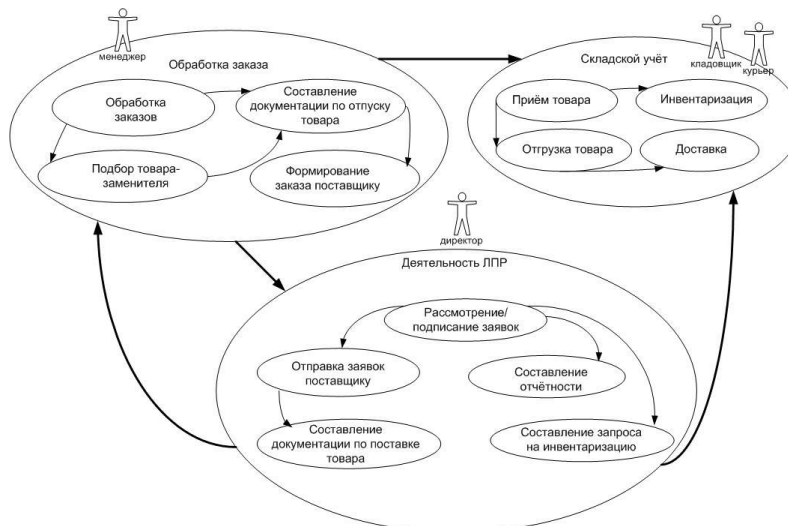 менеджер
Обработка заказа
Обработка
заказов
Составление
документации по отпуску
товара
Подбор товара-
заменителя
Формирование
заказа поставщику
Складской учёт
кладовщик
курьер
Приём товара
Инвентаризация
Отгрузка товара
Доставка
директор
Деятельность ЛПР
Рассмотрение/
подписание заявок
Отправка заявок
поставщику
Составление
отчётности
Составление
документации по поставке
товара
Составление запроса
на инвентаризацию